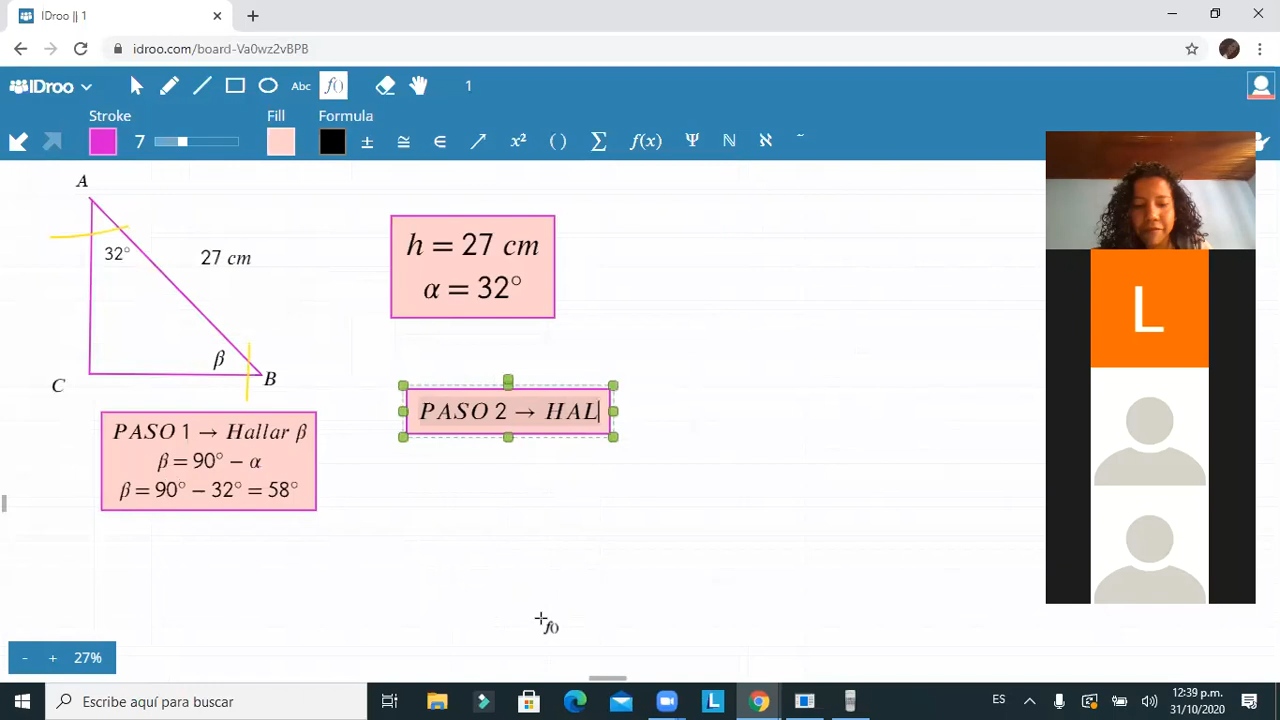 IDroo || 1
idroo.com/board-Va0wz2vBPB
IDroo
Abc
f()
1
Stroke
Fill
Formula
7
± ≅ ∈ x² ( ) ∑ f(x) Ψ ℕ ℵ ~
A
32°
27 cm
β
C
B
h = 27 cm
α = 32°
PASO 1 → Hallar β
β = 90° − α
β = 90° − 32° = 58°
PASO 2 → HAL
L
f()
- + 27%
Escribe aquí para buscar
L
ES
12:39 p.m.
31/10/2020